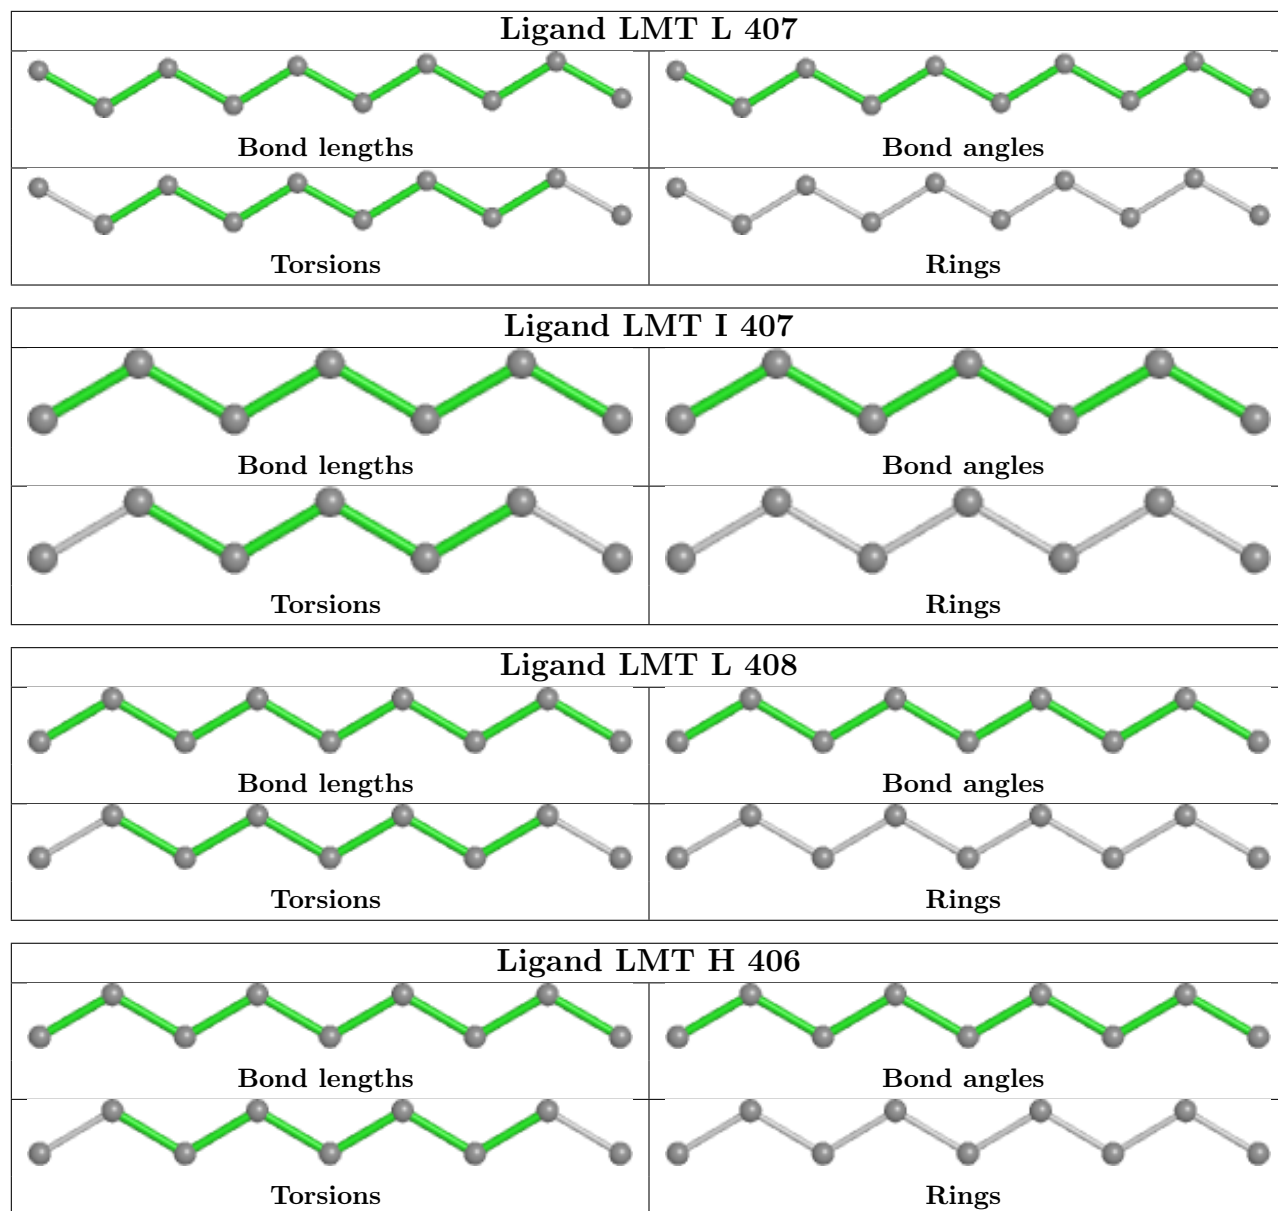 Ligand LMT L 407
Bond lengths
Bond angles
Torsions
Rings
Ligand LMT I 407
Bond lengths
Bond angles
Torsions
Rings
Ligand LMT L 408
Bond lengths
Bond angles
Torsions
Rings
Ligand LMT H 406
Bond lengths
Bond angles
Torsions
Rings